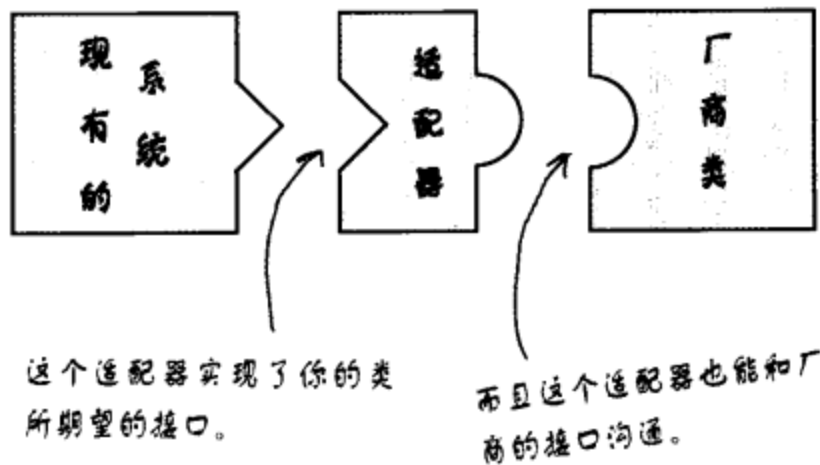 现有的
系统
适配器
厂商类
这个适配器实现了你的类
所期望的接口。
而且这个适配器也能和厂
商的接口沟通。